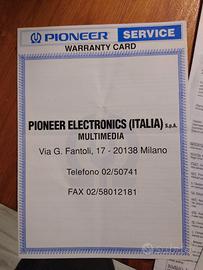 PIONEER SERVICE
WARRANTY CARD
PIONEER ELECTRONICS (ITALIA) S.p.A.
MULTIMEDIA
Via G. Fantoli, 17 - 20138 Milano
Telefono 02/50741
FAX 02/58012181